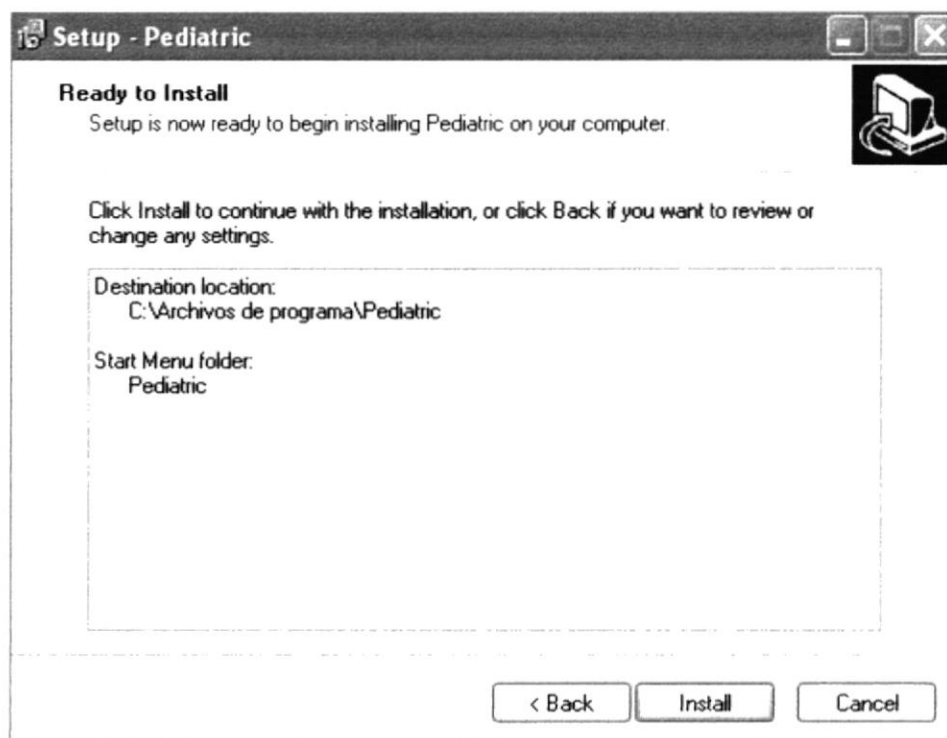 Setup - Pediatric
Ready to Install
Setup is now ready to begin installing Pediatric on your computer.
Click Install to continue with the installation, or click Back if you want to review or
change any settings.
Destination location:
C:\Archivos de programa\Pediatric
Start Menu folder:
Pediatric
< Back
Install
Cancel